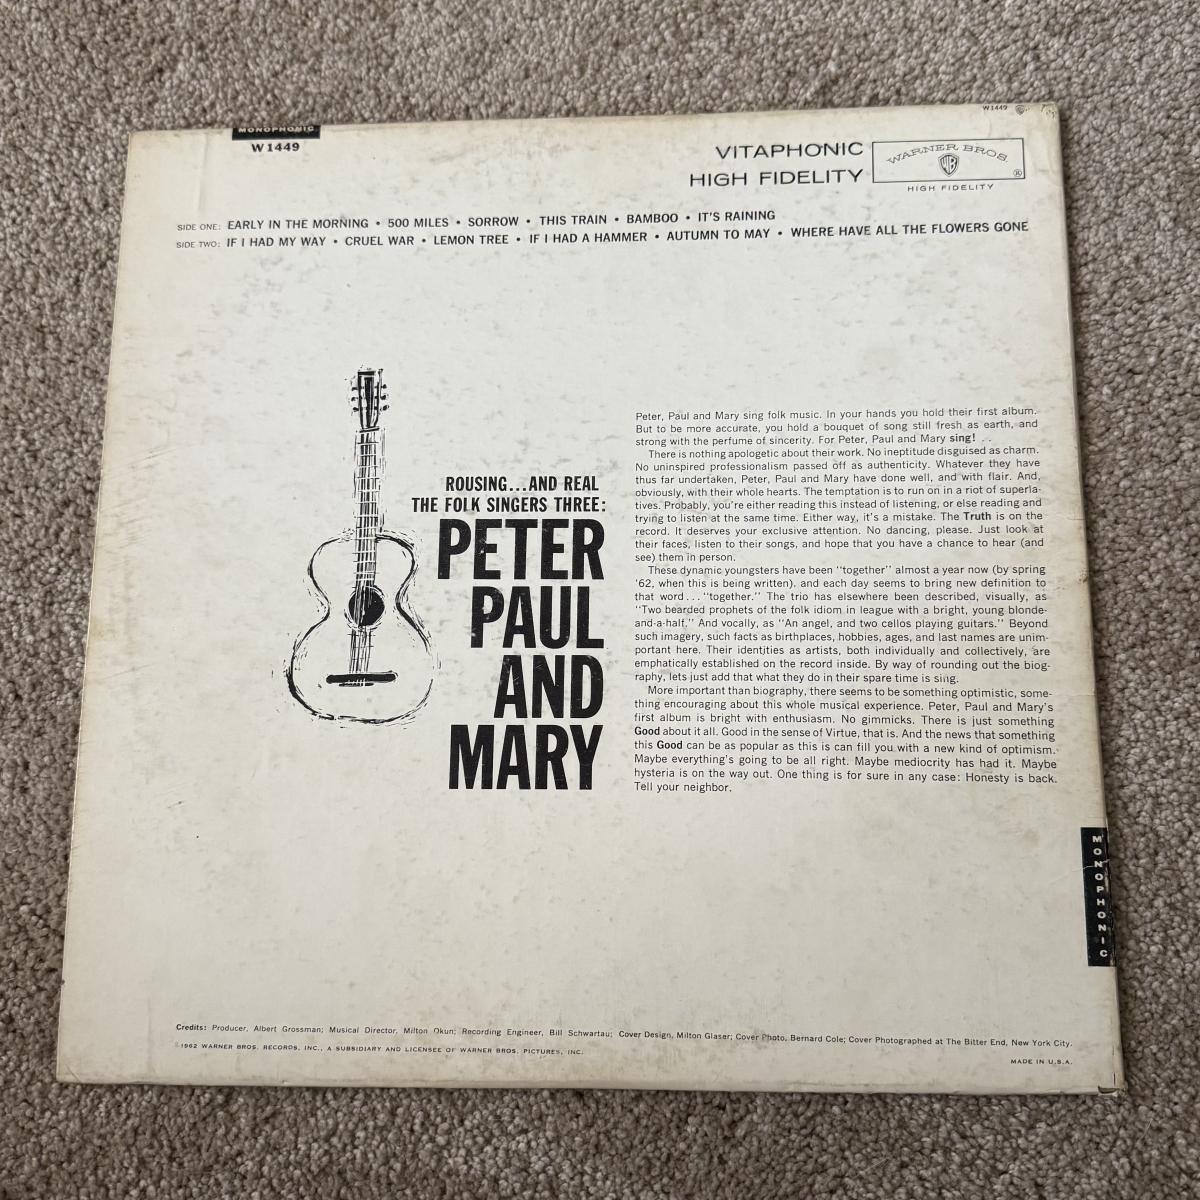 MONOPHONIC
W1449
W1449
VITAPHONIC
HIGH FIDELITY
WARNER BROS.
WB
®
HIGH FIDELITY
SIDE ONE: EARLY IN THE MORNING • 500 MILES • SORROW • THIS TRAIN • BAMBOO • IT'S RAINING
SIDE TWO: IF I HAD MY WAY • CRUEL WAR • LEMON TREE • IF I HAD A HAMMER • AUTUMN TO MAY • WHERE HAVE ALL THE FLOWERS GONE
ROUSING...AND REAL
THE FOLK SINGERS THREE:
PETER
PAUL
AND
MARY
Peter, Paul and Mary sing folk music. In your hands you hold their first album.
But to be more accurate, you hold a bouquet of song still fresh as earth, and
strong with the perfume of sincerity. For Peter, Paul and Mary sing! . .
There is nothing apologetic about their work. No ineptitude disguised as charm.
No uninspired professionalism passed off as authenticity. Whatever they have
thus far undertaken, Peter, Paul and Mary have done well, and with flair. And,
obviously, with their whole hearts. The temptation is to run on in a riot of superla-
tives. Probably, you're either reading this instead of listening, or else reading and
trying to listen at the same time. Either way, it's a mistake. The Truth is on the
record. It deserves your exclusive attention. No dancing, please. Just look at
their faces, listen to their songs, and hope that you have a chance to hear (and
see) them in person.
These dynamic youngsters have been "together" almost a year now (by spring
'62, when this is being written), and each day seems to bring new definition to
that word... "together." The trio has elsewhere been described, visually, as
"Two bearded prophets of the folk idiom in league with a bright, young blonde-
and-a-half." And vocally, as "An angel, and two cellos playing guitars." Beyond
such imagery, such facts as birthplaces, hobbies, ages, and last names are unim-
portant here. Their identities as artists, both individually and collectively, are
emphatically established on the record inside. By way of rounding out the biog-
raphy, lets just add that what they do in their spare time is sing.
More important than biography, there seems to be something optimistic, some-
thing encouraging about this whole musical experience. Peter, Paul and Mary's
first album is bright with enthusiasm. No gimmicks. There is just something
Good about it all. Good in the sense of Virtue, that is. And the news that something
this Good can be as popular as this is can fill you with a new kind of optimism.
Maybe everything's going to be all right. Maybe mediocrity has had it. Maybe
hysteria is on the way out. One thing is for sure in any case: Honesty is back.
Tell your neighbor.
MONOPHONIC
Credits: Producer, Albert Grossman; Musical Director, Milton Okun; Recording Engineer, Bill Schwartau; Cover Design, Milton Glaser; Cover Photo, Bernard Cole; Cover Photographed at The Bitter End, New York City.
©1962 WARNER BROS. RECORDS, INC., A SUBSIDIARY AND LICENSEE OF WARNER BROS. PICTURES, INC.
MADE IN U.S.A.